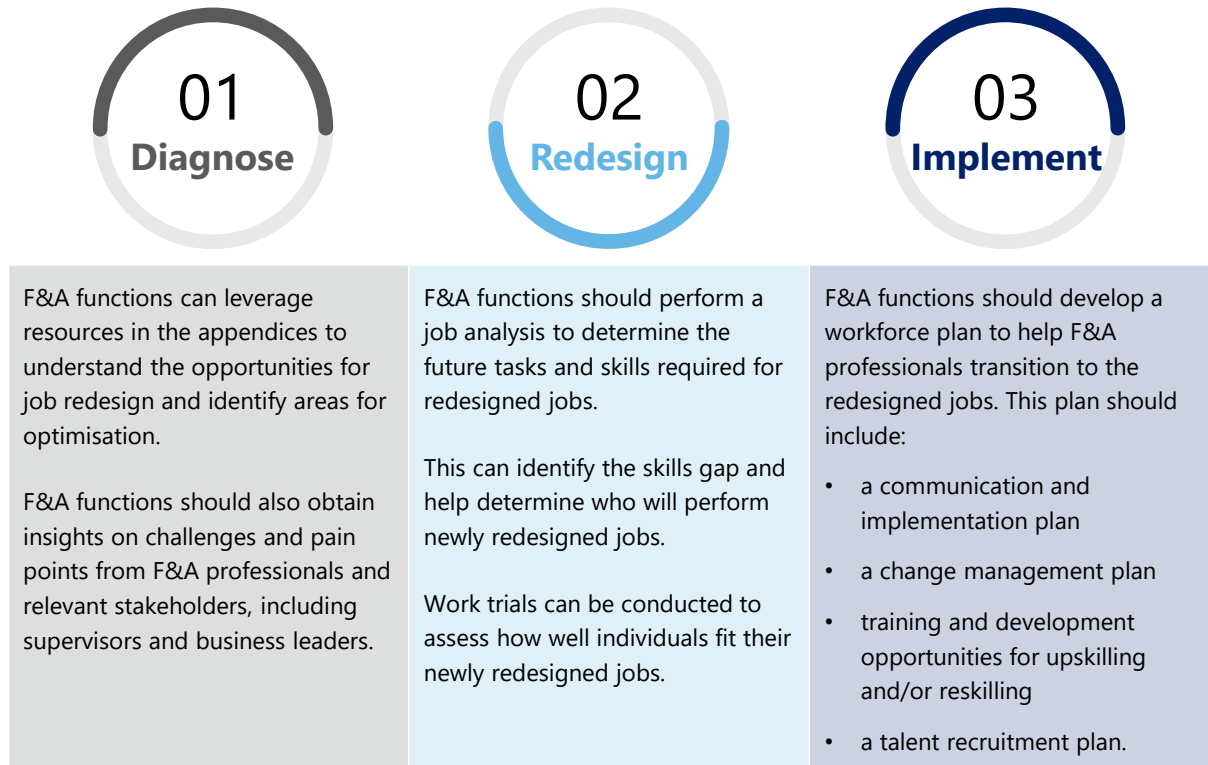 01
Diagnose
F&A functions can leverage
resources in the appendices to
understand the opportunities for
job redesign and identify areas for
optimisation.
F&A functions should also obtain
insights on challenges and pain
points from F&A professionals and
relevant stakeholders, including
supervisors and business leaders.
02
Redesign
F&A functions should perform a
job analysis to determine the
future tasks and skills required for
redesigned jobs.
This can identify the skills gap and
help determine who will perform
newly redesigned jobs.
Work trials can be conducted to
assess how well individuals fit their
newly redesigned jobs.
03
Implement
F&A functions should develop a
workforce plan to help F&A
professionals transition to the
redesigned jobs. This plan should
include:
• a communication and
implementation plan
• a change management plan
• training and development
opportunities for upskilling
and/or reskilling
• a talent recruitment plan.